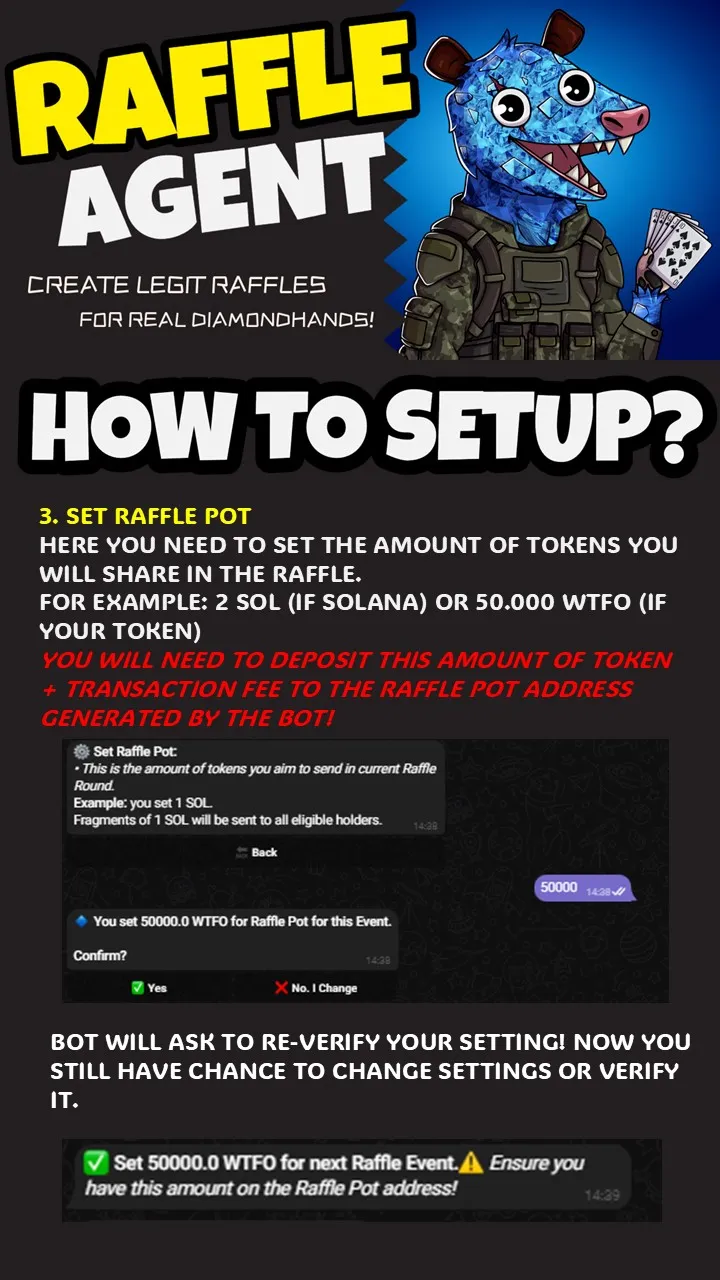 RAFFLE
AGENT
CREATE LEGIT RAFFLES
FOR REAL DIAMONDHANDS!
HOW TO SETUP?
3. SET RAFFLE POT
HERE YOU NEED TO SET THE AMOUNT OF TOKENS YOU
WILL SHARE IN THE RAFFLE.
FOR EXAMPLE: 2 SOL (IF SOLANA) OR 50.000 WTFO (IF
YOUR TOKEN)
YOU WILL NEED TO DEPOSIT THIS AMOUNT OF TOKEN
+ TRANSACTION FEE TO THE RAFFLE POT ADDRESS
GENERATED BY THE BOT!
Set Raffle Pot:
• This is the amount of tokens you aim to send in current Raffle
Round.
Example: you set 1 SOL.
Fragments of 1 SOL will be sent to all eligible holders.
14:38
Back
50000 14:38
You set 50000.0 WTFO for Raffle Pot for this Event.
Confirm?
14:38
Yes
No. I Change
BOT WILL ASK TO RE-VERIFY YOUR SETTING! NOW YOU
STILL HAVE CHANCE TO CHANGE SETTINGS OR VERIFY
IT.
Set 50000.0 WTFO for next Raffle Event.⚠️ Ensure you
have this amount on the Raffle Pot address!
14:39